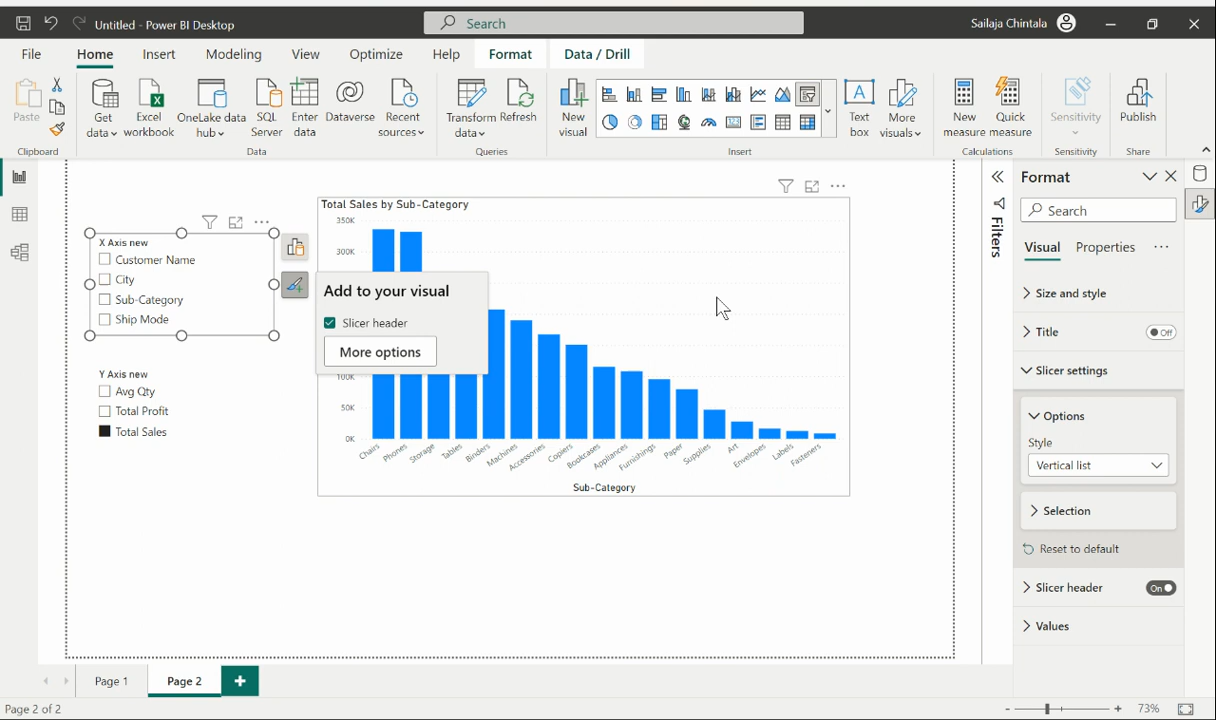 Untitled - Power BI Desktop
Search
Sailaja Chintala
File
Home
Insert
Modeling
View
Optimize
Help
Format
Data / Drill
Paste
Get data
Excel workbook
OneLake data hub
SQL Server
Enter data
Dataverse
Recent sources
Transform data
Refresh
New visual
Text box
More visuals
New measure
Quick measure
Sensitivity
Publish
Clipboard
Data
Queries
Insert
Calculations
Sensitivity
Share
X Axis new
Customer Name
City
Sub-Category
Ship Mode
Y Axis new
Avg Qty
Total Profit
Total Sales
Add to your visual
Slicer header
More options
Total Sales by Sub-Category
350K
300K
100K
50K
0K
Chairs
Phones
Storage
Tables
Binders
Machines
Accessories
Copiers
Bookcases
Appliances
Furnishings
Paper
Supplies
Art
Envelopes
Labels
Fasteners
Sub-Category
Filters
Format
Search
Visual
Properties
Size and style
Title
Off
Slicer settings
Options
Style
Vertical list
Selection
Reset to default
Slicer header
On
Values
Page 1
Page 2
Page 2 of 2
73%